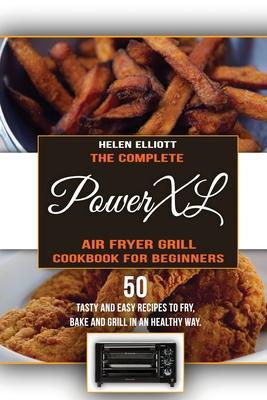 HELEN ELLIOTT
THE COMPLETE
PowerXL
AIR FRYER GRILL
COOKBOOK FOR BEGINNERS
50
TASTY AND EASY RECIPES TO FRY,
BAKE AND GRILL IN AN HEALTHY WAY.